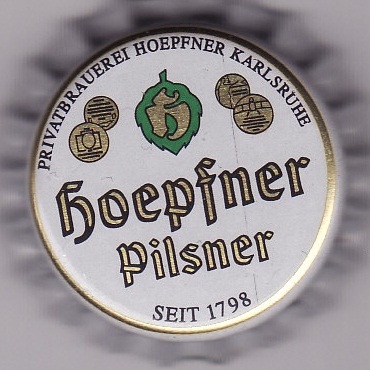 PRIVATBRAUEREI HOEPFNER KARLSRUHE
h
Hoepfner
Pilsner
SEIT 1798